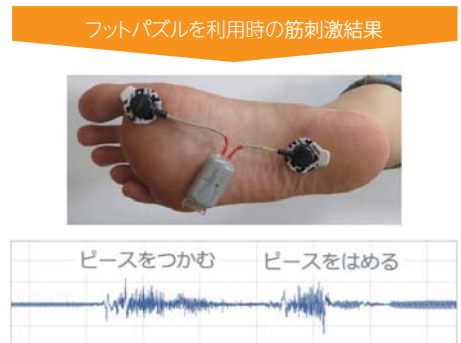 フットパズルを利用時の筋刺激結果
ピースをつかむ
ピースをはめる